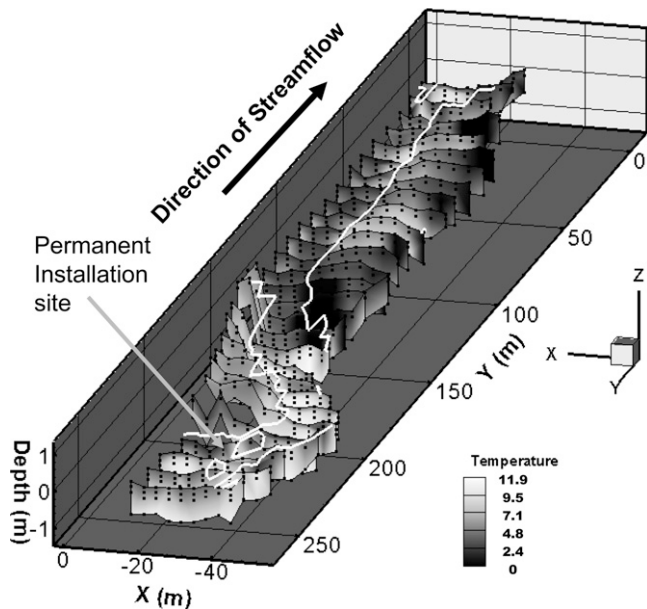 Direction of Streamflow
Permanent
Installation
site
Depth (m)
1
0
-1
0
-20
-40
X (m)
0
50
100
150
200
250
Y (m)
Z
X
Y
Temperature
11.9
9.5
7.1
4.8
2.4
0